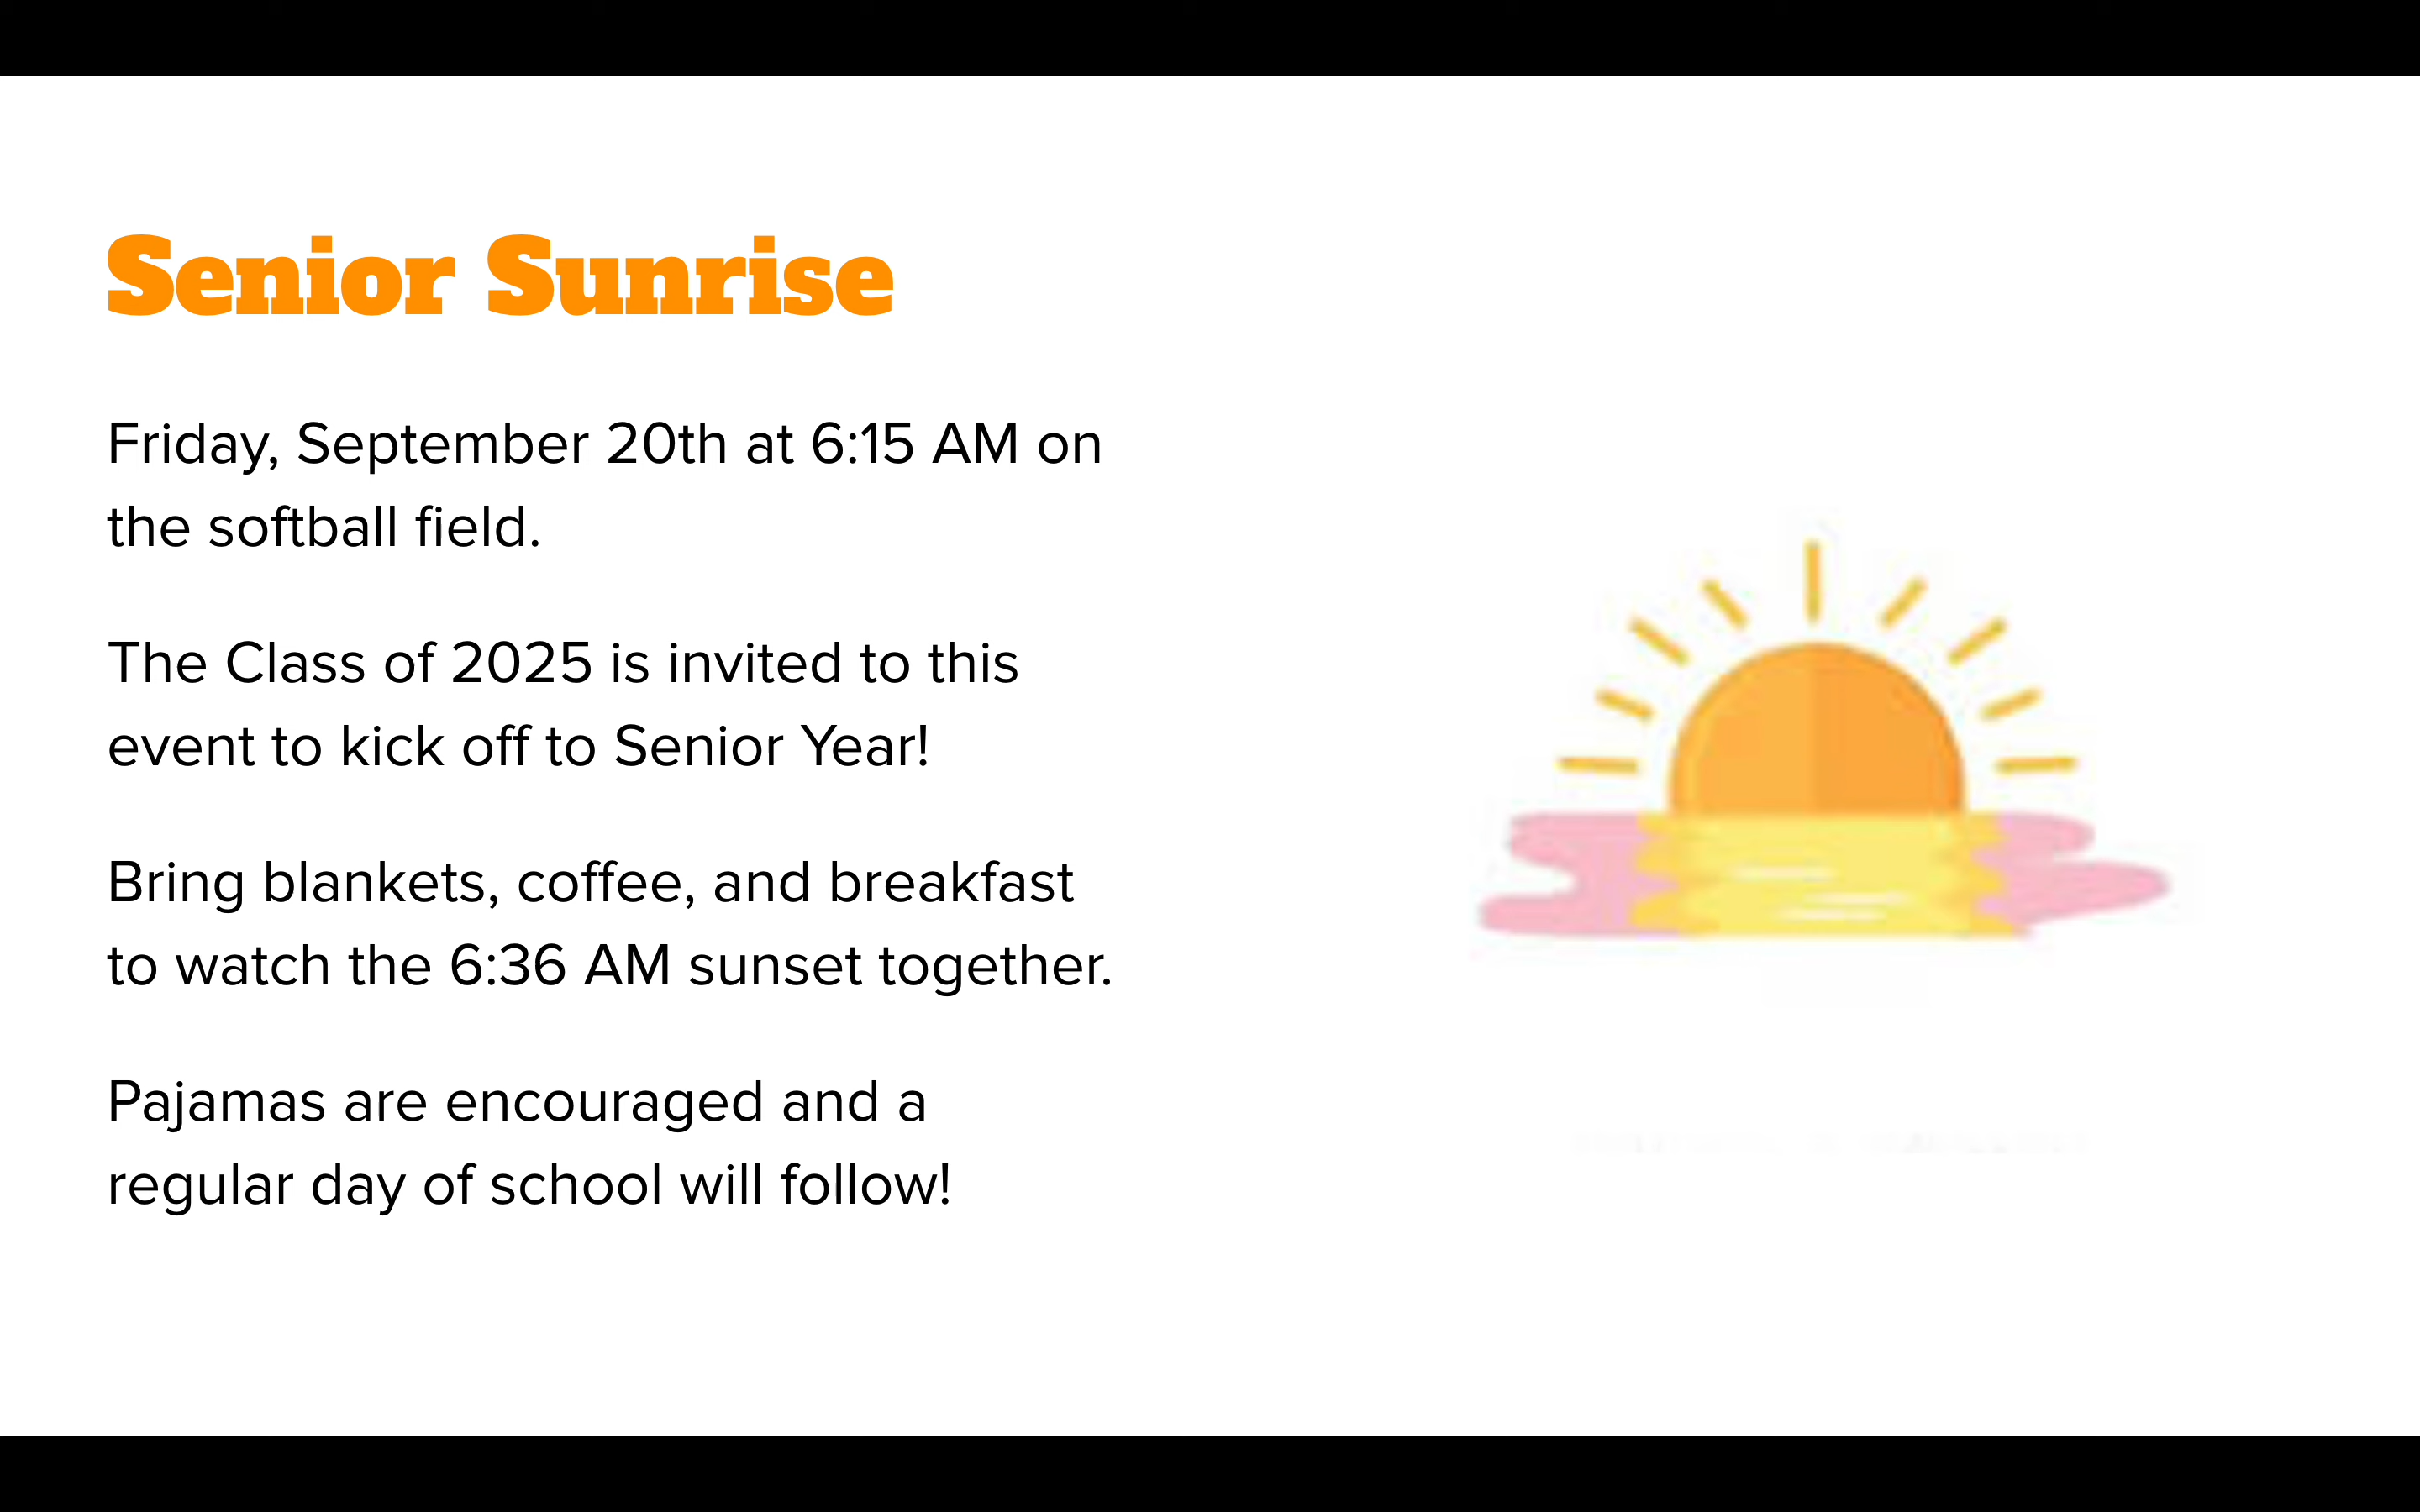 Senior Sunrise
Friday, September 20th at 6:15 AM on
the softball field.
The Class of 2025 is invited to this
event to kick off to Senior Year!
Bring blankets, coffee, and breakfast
to watch the 6:36 AM sunset together.
Pajamas are encouraged and a
regular day of school will follow!